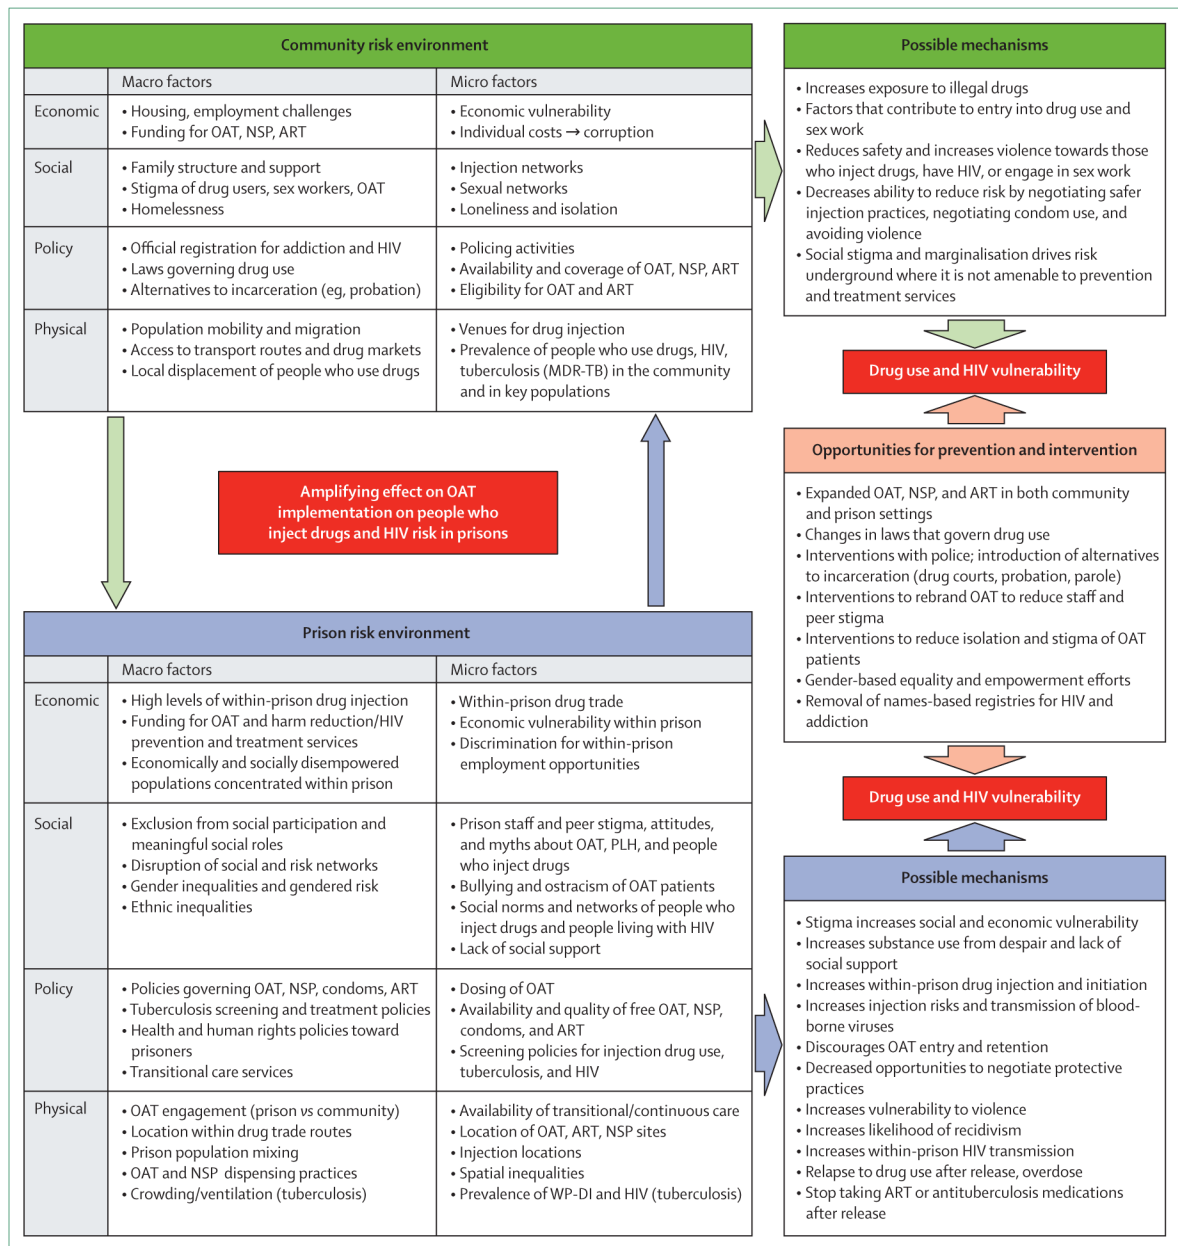 Community risk environment
Macro factors
Micro factors
Economic
• Housing, employment challenges
• Funding for OAT, NSP, ART
• Economic vulnerability
• Individual costs → corruption
Social
• Family structure and support
• Stigma of drug users, sex workers, OAT
• Homelessness
• Injection networks
• Sexual networks
• Loneliness and isolation
Policy
• Official registration for addiction and HIV
• Laws governing drug use
• Alternatives to incarceration (eg, probation)
• Policing activities
• Availability and coverage of OAT, NSP, ART
• Eligibility for OAT and ART
Physical
• Population mobility and migration
• Access to transport routes and drug markets
• Local displacement of people who use drugs
• Venues for drug injection
• Prevalence of people who use drugs, HIV,
tuberculosis (MDR-TB) in the community
and in key populations
Possible mechanisms
• Increases exposure to illegal drugs
• Factors that contribute to entry into drug use and
sex work
• Reduces safety and increases violence towards those
who inject drugs, have HIV, or engage in sex work
• Decreases ability to reduce risk by negotiating safer
injection practices, negotiating condom use, and
avoiding violence
• Social stigma and marginalisation drives risk
underground where it is not amenable to prevention
and treatment services
Drug use and HIV vulnerability
Amplifying effect on OAT
implementation on people who
inject drugs and HIV risk in prisons
Opportunities for prevention and intervention
• Expanded OAT, NSP, and ART in both community
and prison settings
• Changes in laws that govern drug use
• Interventions with police; introduction of alternatives
to incarceration (drug courts, probation, parole)
• Interventions to rebrand OAT to reduce staff and
peer stigma
• Interventions to reduce isolation and stigma of OAT
patients
• Gender-based equality and empowerment efforts
• Removal of names-based registries for HIV and
addiction
Drug use and HIV vulnerability
Prison risk environment
Macro factors
Micro factors
Economic
• High levels of within-prison drug injection
• Funding for OAT and harm reduction/HIV
prevention and treatment services
• Economically and socially disempowered
populations concentrated within prison
• Within-prison drug trade
• Economic vulnerability within prison
• Discrimination for within-prison
employment opportunities
Social
• Exclusion from social participation and
meaningful social roles
• Disruption of social and risk networks
• Gender inequalities and gendered risk
• Ethnic inequalities
• Prison staff and peer stigma, attitudes,
and myths about OAT, PLH, and people
who inject drugs
• Bullying and ostracism of OAT patients
• Social norms and networks of people who
inject drugs and people living with HIV
• Lack of social support
Policy
• Policies governing OAT, NSP, condoms, ART
• Tuberculosis screening and treatment policies
• Health and human rights policies toward
prisoners
• Transitional care services
• Dosing of OAT
• Availability and quality of free OAT, NSP,
condoms, and ART
• Screening policies for injection drug use,
tuberculosis, and HIV
Physical
• OAT engagement (prison vs community)
• Location within drug trade routes
• Prison population mixing
• OAT and NSP dispensing practices
• Crowding/ventilation (tuberculosis)
• Availability of transitional/continuous care
• Location of OAT, ART, NSP sites
• Injection locations
• Spatial inequalities
• Prevalence of WP-DI and HIV (tuberculosis)
Possible mechanisms
• Stigma increases social and economic vulnerability
• Increases substance use from despair and lack of
social support
• Increases within-prison drug injection and initiation
• Increases injection risks and transmission of blood-
borne viruses
• Discourages OAT entry and retention
• Decreased opportunities to negotiate protective
practices
• Increases vulnerability to violence
• Increases likelihood of recidivism
• Increases within-prison HIV transmission
• Relapse to drug use after release, overdose
• Stop taking ART or antituberculosis medications
after release